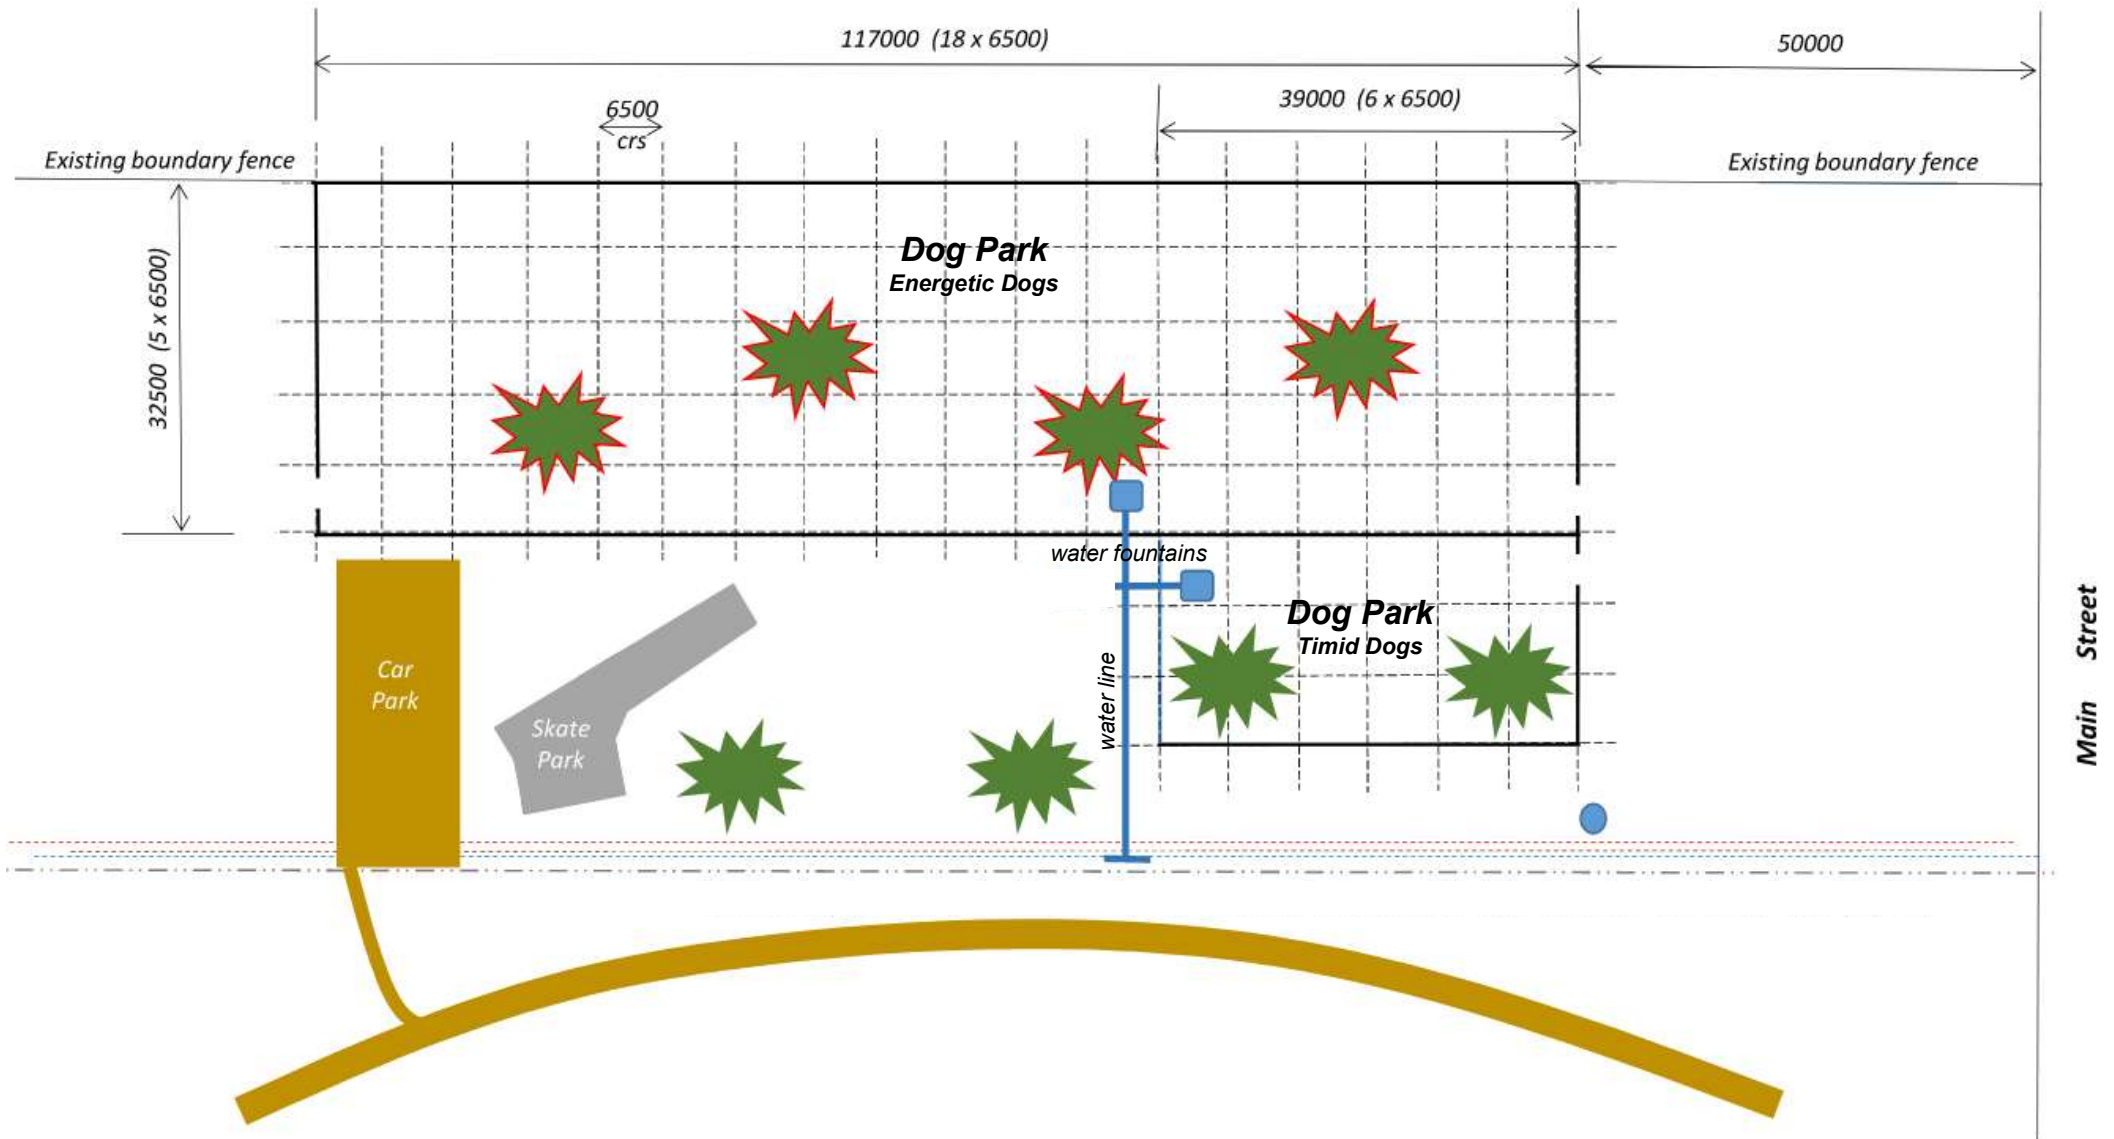 117000  (18 x 6500)
50000
39000  (6 x 6500)
6500
crs
Existing boundary fence
Existing boundary fence
32500  (5 x 6500)
Dog Park
Energetic Dogs
water fountains
Dog Park
Timid Dogs
water line
Car
Park
Skate
Park
Main Street